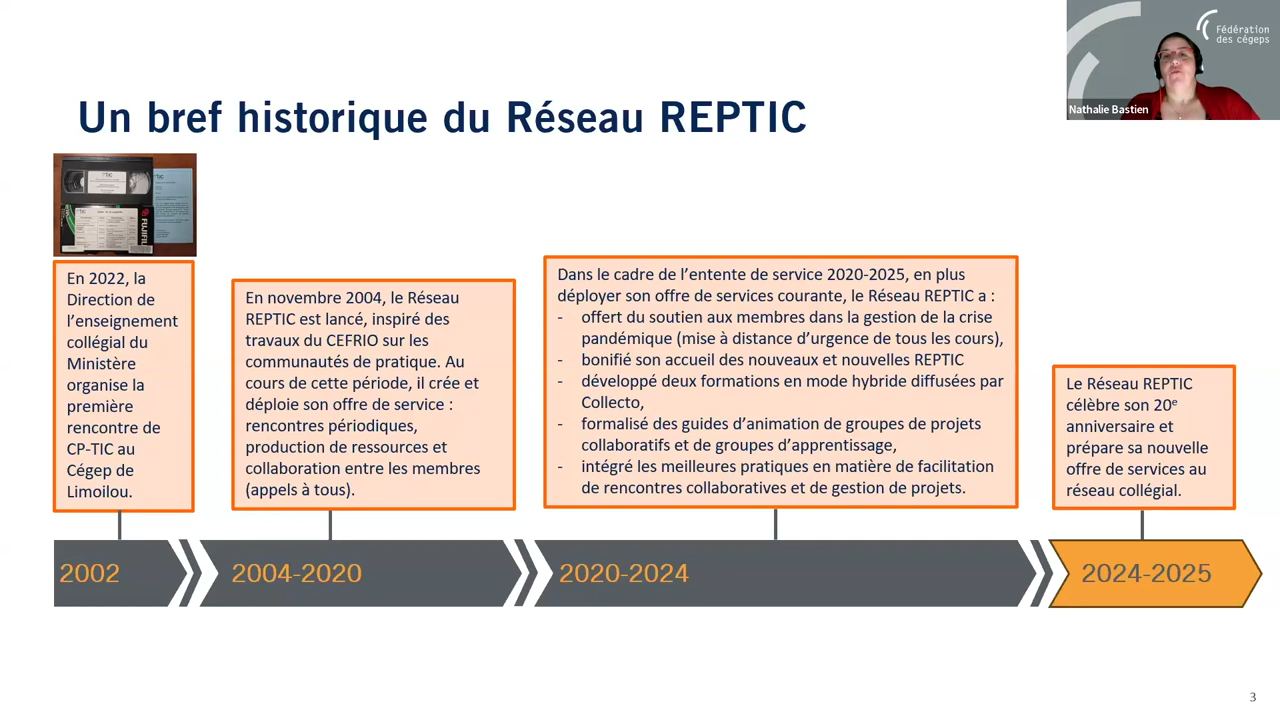 Fédération
des cégeps
Nathalie Bastien
Un bref historique du Réseau REPTIC
TIC
TIC
TIC
FUJIFIL
En 2022, la
Direction de
l’enseignement
collégial du
Ministère
organise la
première
rencontre de
CP-TIC au
Cégep de
Limoilou.
En novembre 2004, le Réseau
REPTIC est lancé, inspiré des
travaux du CEFRIO sur les
communautés de pratique. Au
cours de cette période, il crée et
déploie son offre de service :
rencontres périodiques,
production de ressources et
collaboration entre les membres
(appels à tous).
Dans le cadre de l’entente de service 2020-2025, en plus
déployer son offre de services courante, le Réseau REPTIC a :
- offert du soutien aux membres dans la gestion de la crise
pandémique (mise à distance d’urgence de tous les cours),
- bonifié son accueil des nouveaux et nouvelles REPTIC
- développé deux formations en mode hybride diffusées par
Collecto,
- formalisé des guides d’animation de groupes de projets
collaboratifs et de groupes d’apprentissage,
- intégré les meilleures pratiques en matière de facilitation
de rencontres collaboratives et de gestion de projets.
Le Réseau REPTIC
célèbre son 20e
anniversaire et
prépare sa nouvelle
offre de services au
réseau collégial.
2002
2004-2020
2020-2024
2024-2025
3